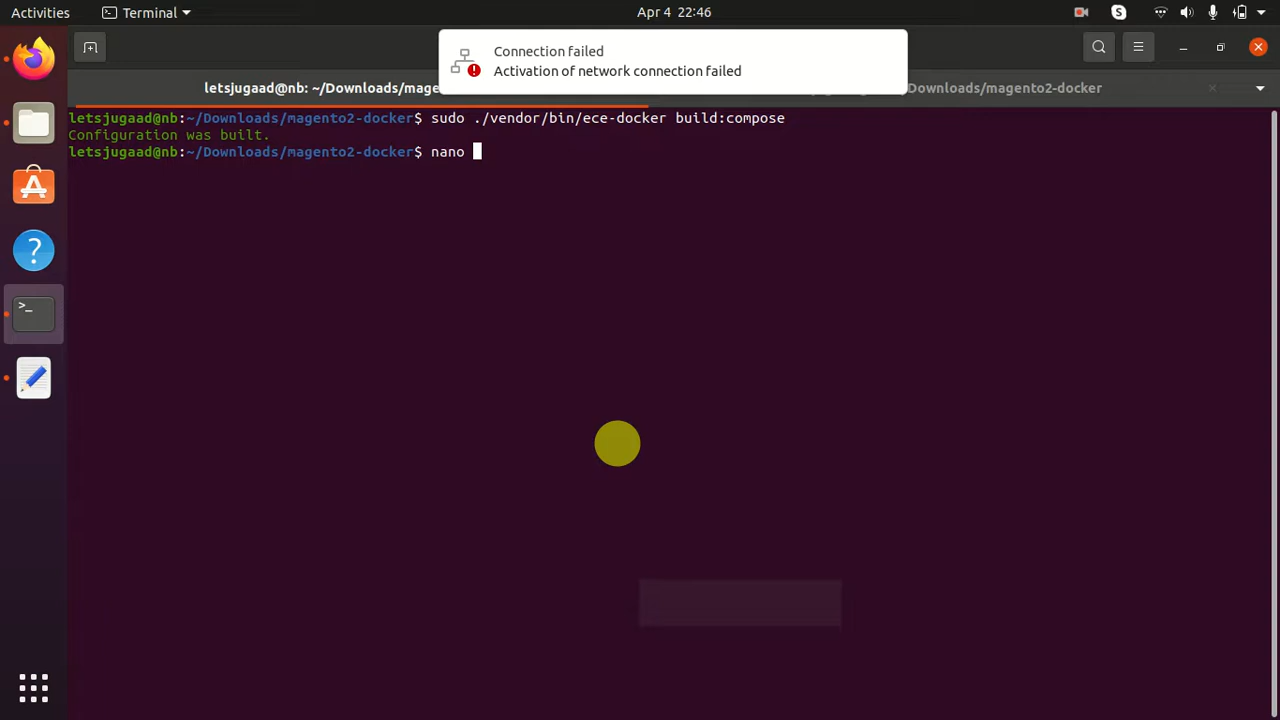 Activities
Terminal
Apr 4 22:46
Connection failed
Activation of network connection failed
letsjugaad@nb: ~/Downloads/mage
/Downloads/magento2-docker
letsjugaad@nb:~/Downloads/magento2-docker$ sudo ./vendor/bin/ece-docker build:compose
Configuration was built.
letsjugaad@nb:~/Downloads/magento2-docker$ nano